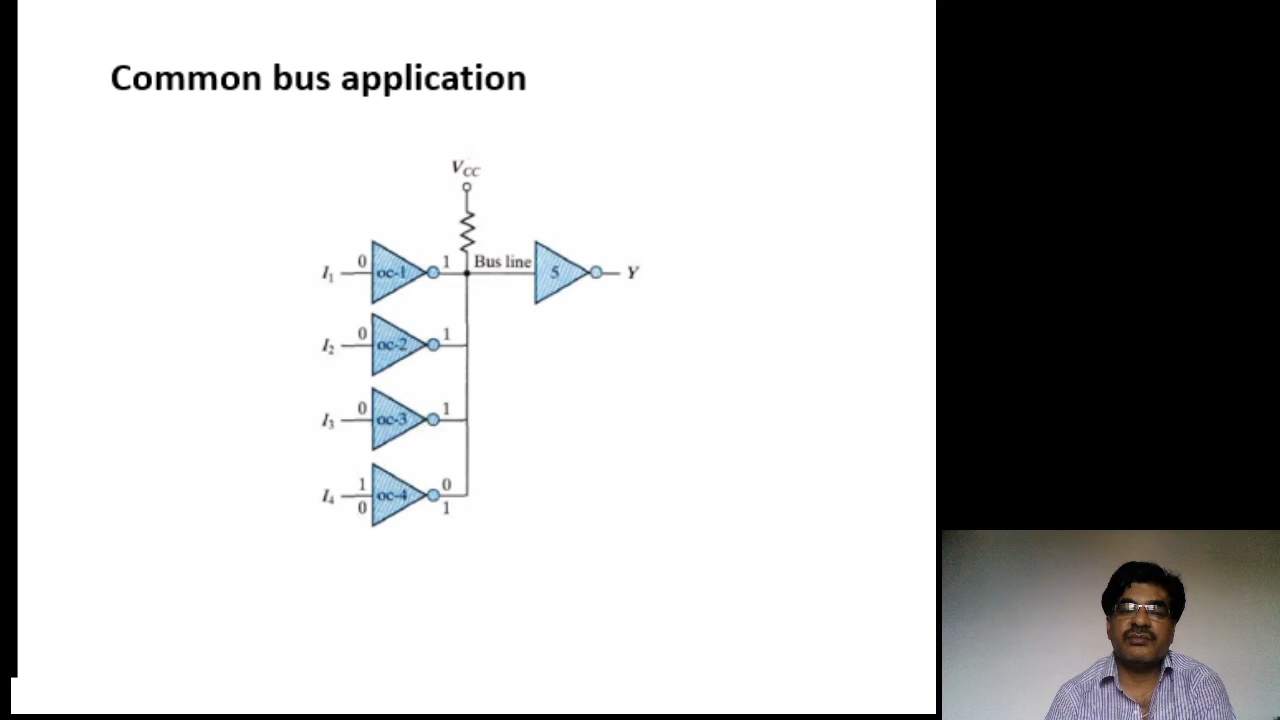 Common bus application
VCC
I1 0 oc-1 1 Bus line 5 Y
I2 0 oc-2 1
I3 0 oc-3 1
I4 1 oc-4 0
0 1